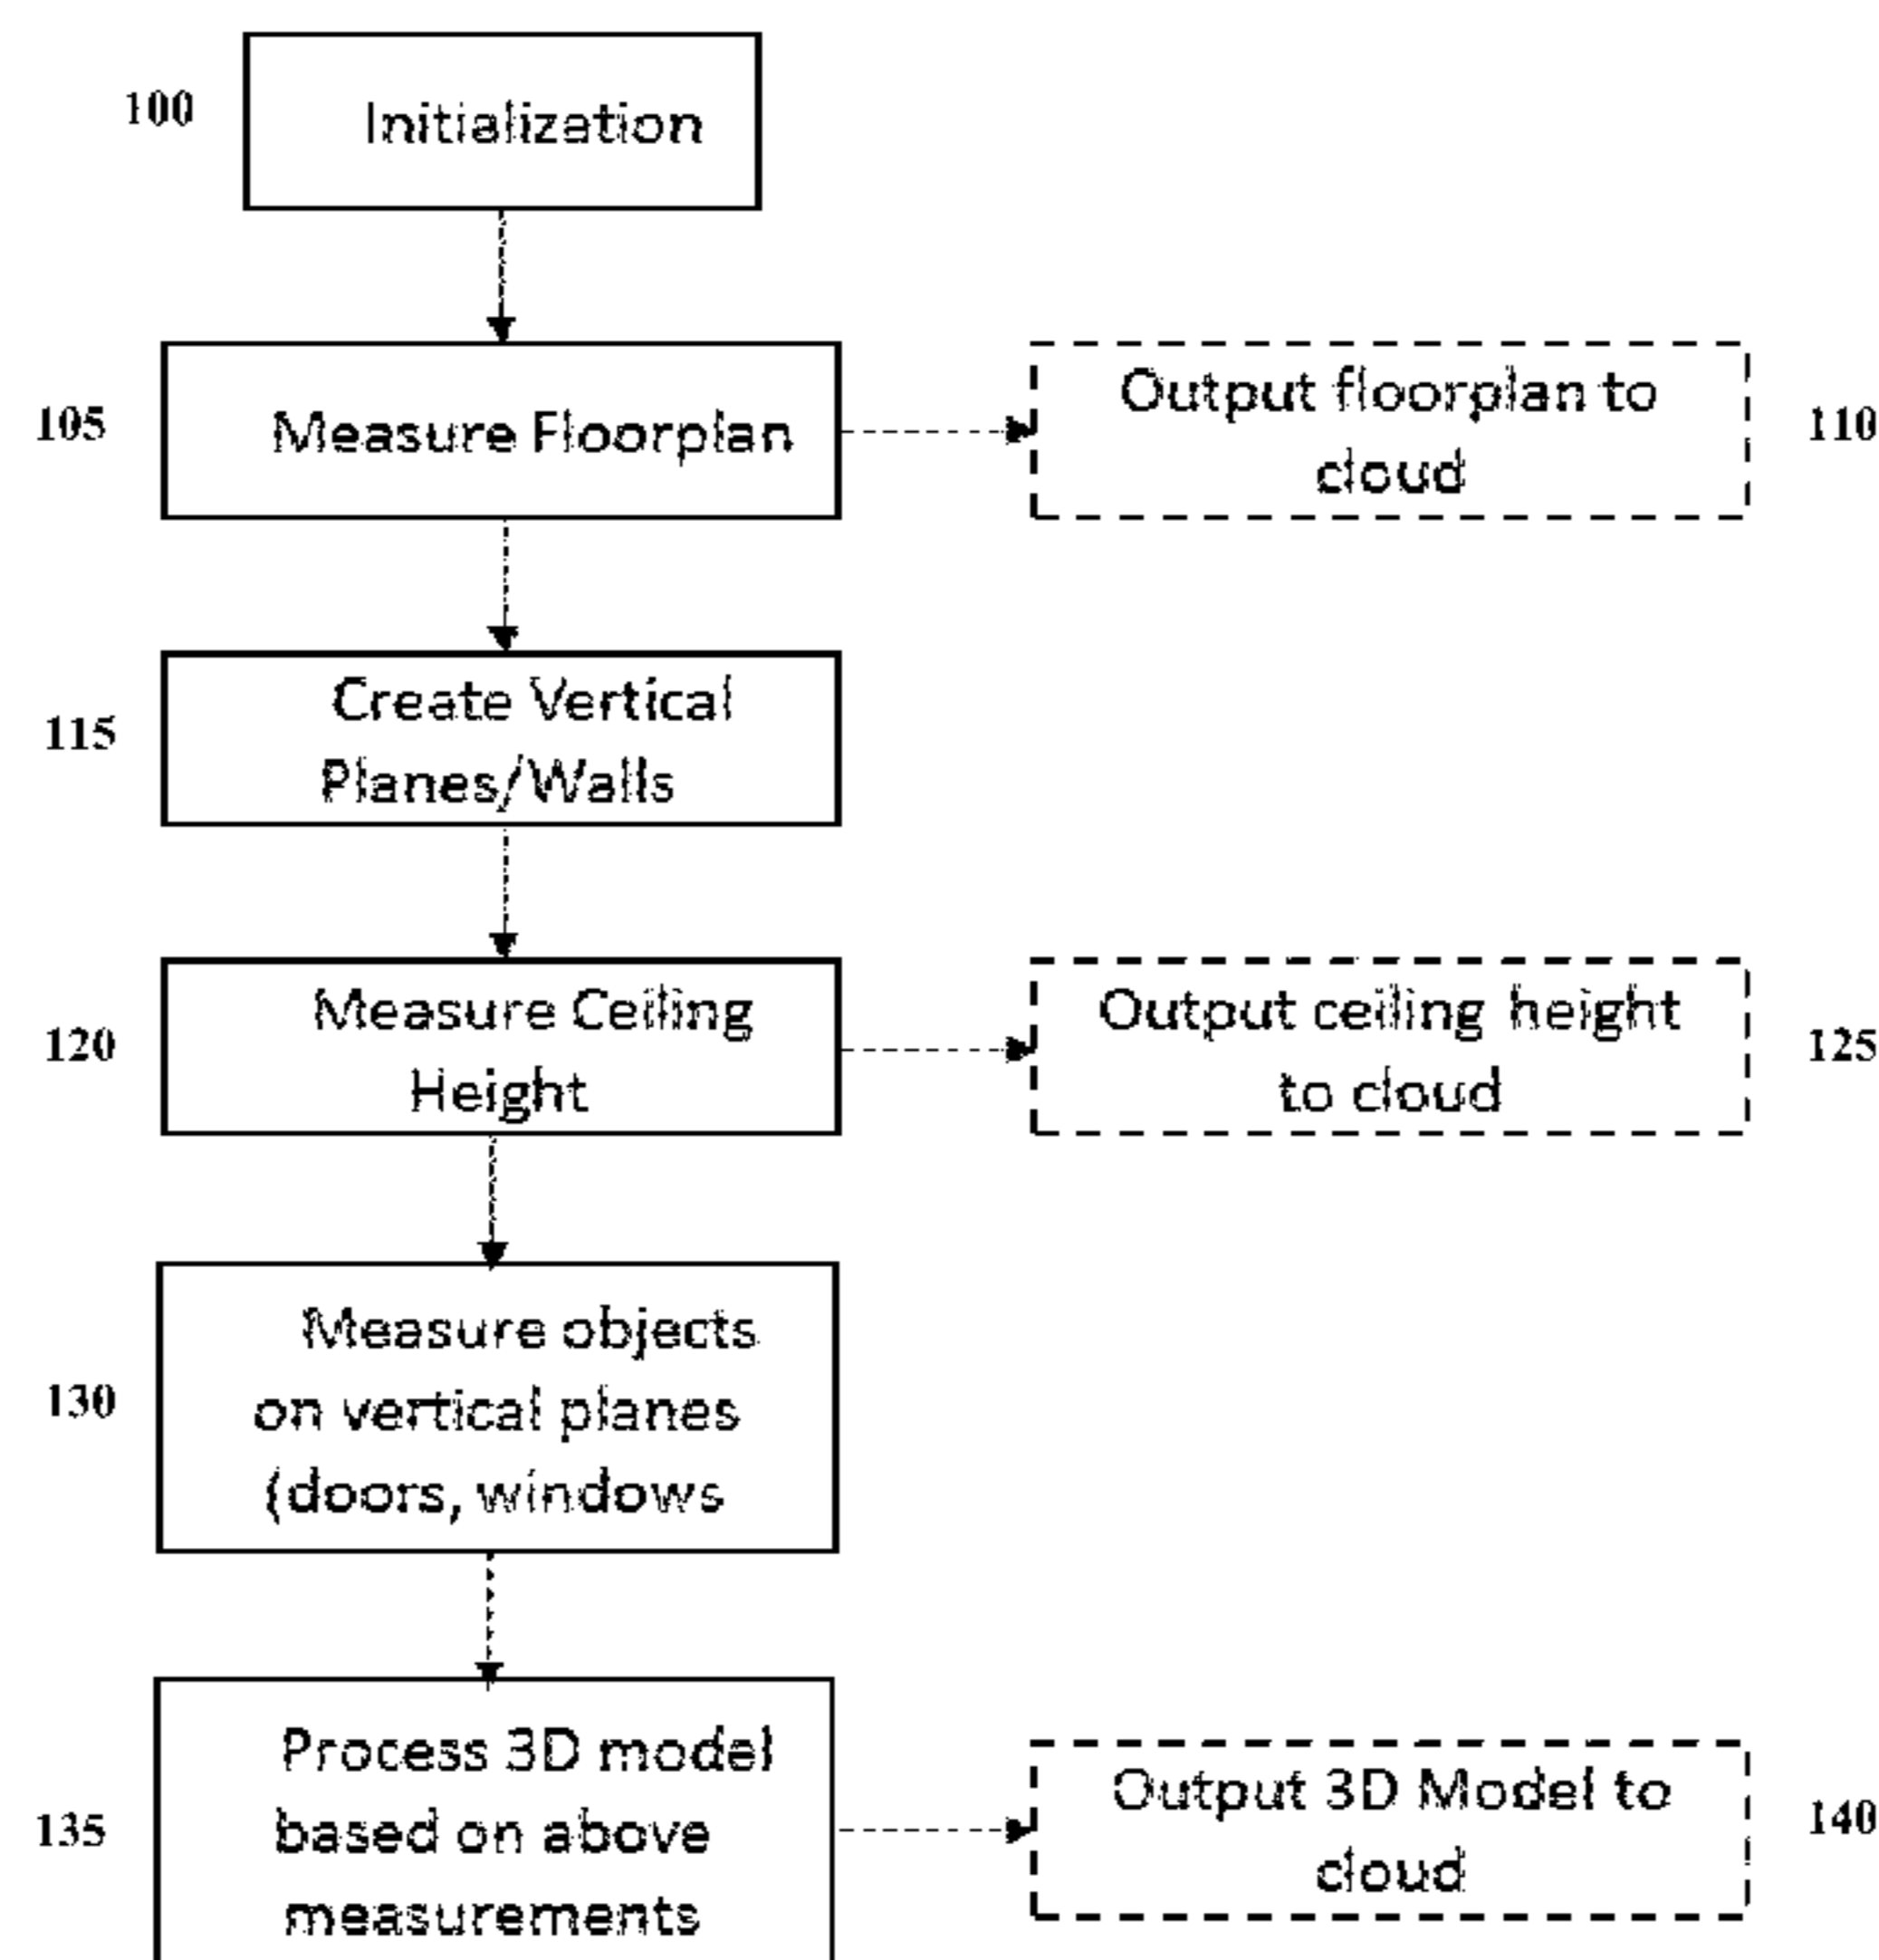 100
Initialization
105
Measure Floorplan
Output floorplan to
cloud
110
115
Create Vertical
Planes/Walls
120
Measure Ceiling
Height
Output ceiling height
to cloud
125
130
Measure objects
on vertical planes
(doors, windows
135
Process 3D model
based on above
measurements
Output 3D Model to
cloud
140